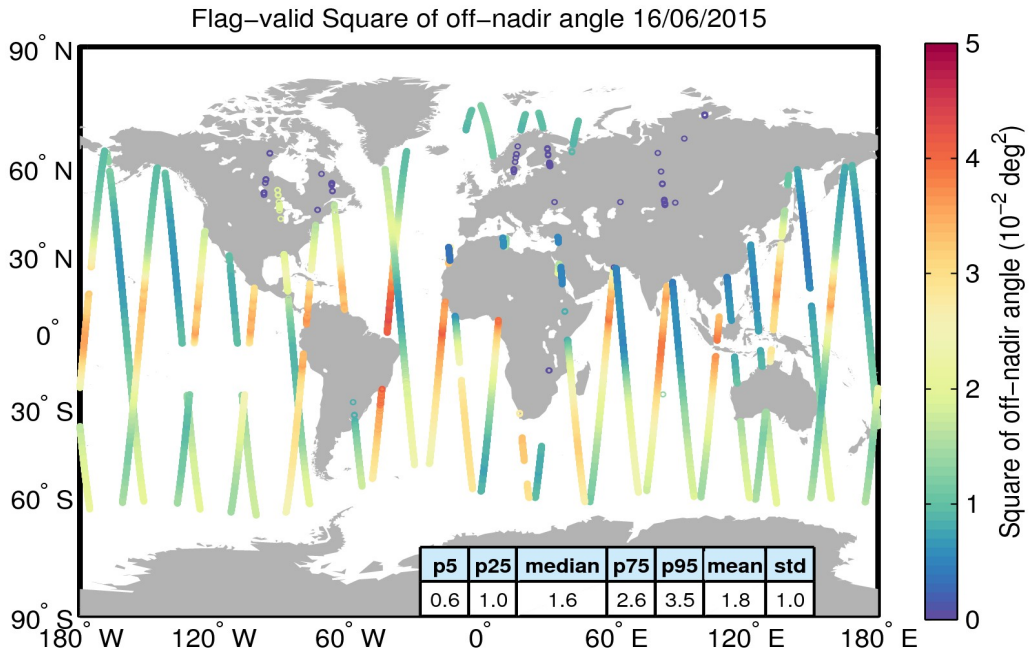 Flag−valid Square of off−nadir angle 16/06/2015
90° N
60° N
30° N
0°
30° S
60° S
90° S
180° W
120° W
60° W
0°
60° E
120° E
180° E
p5 p25 median p75 p95 mean std
0.6 1.0 1.6 2.6 3.5 1.8 1.0
5
4
3
2
1
0
Square of off−nadir angle (10⁻² deg²)